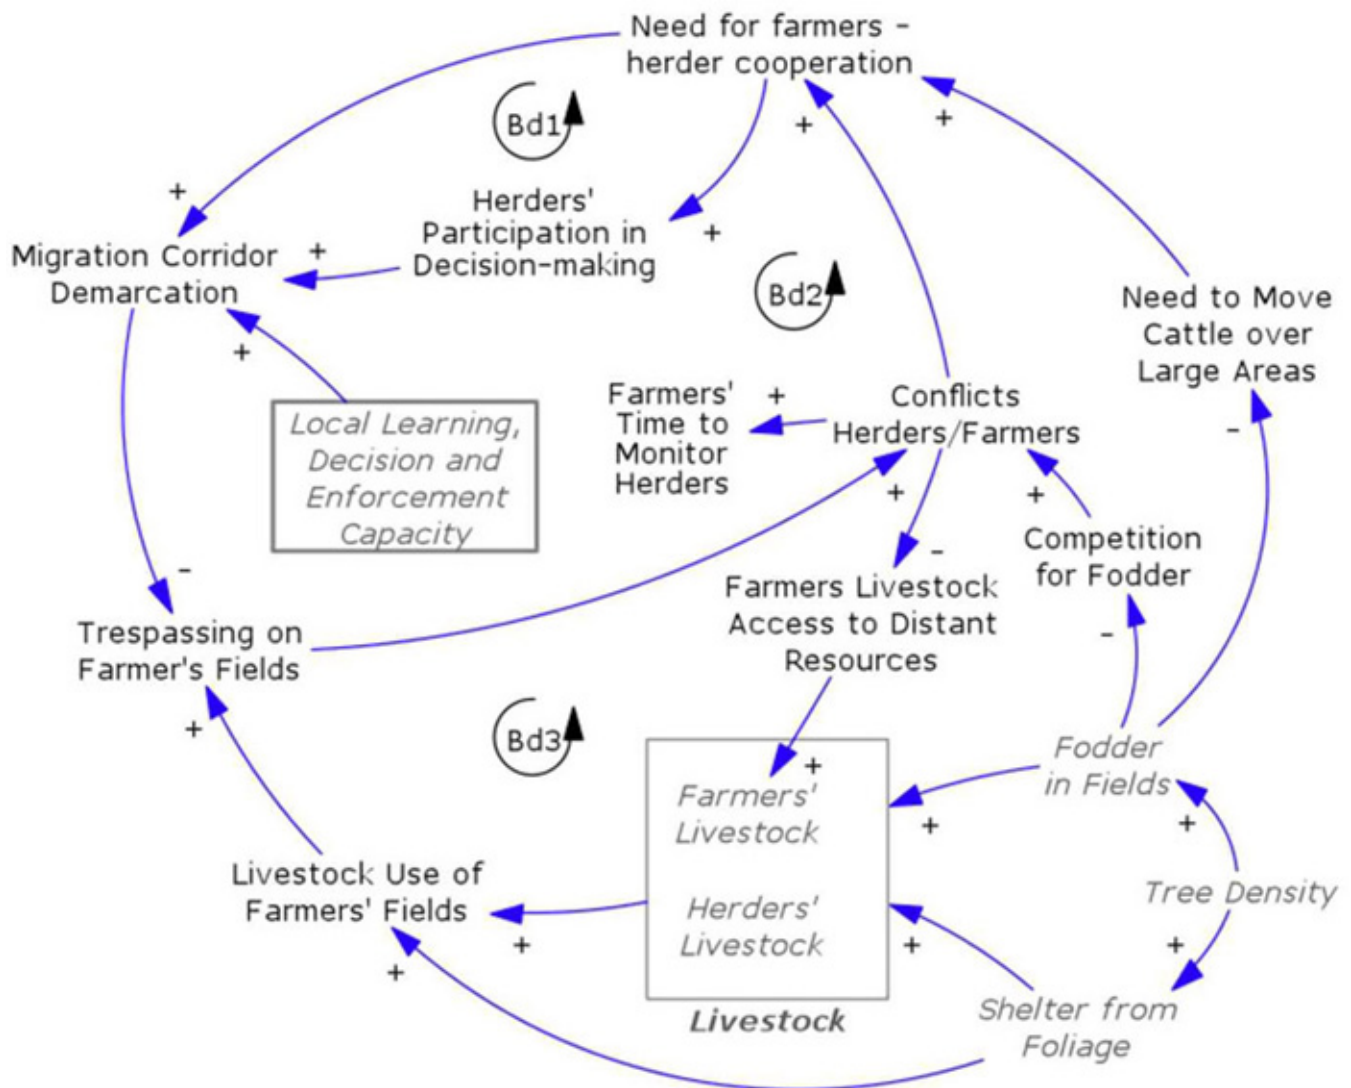 Need for farmers -
herder cooperation
+
+
Bd1
+
Herders'
Participation in
Decision-making
+
+
Migration Corridor
Demarcation
+
Bd2
Need to Move
Cattle over
Large Areas
-
Local Learning,
Decision and
Enforcement
Capacity
Farmers'
Time to
Monitor
Herders
+
Conflicts
Herders/Farmers
+
+
-
Competition
for Fodder
-
Farmers Livestock
Access to Distant
Resources
-
Trespassing on
Farmer's Fields
+
Bd3
+
Fodder
in Fields
+
+
Farmers'
Livestock
Herders'
Livestock
Livestock
+
Tree Density
+
Livestock Use of
Farmers' Fields
+
+
Shelter from
Foliage